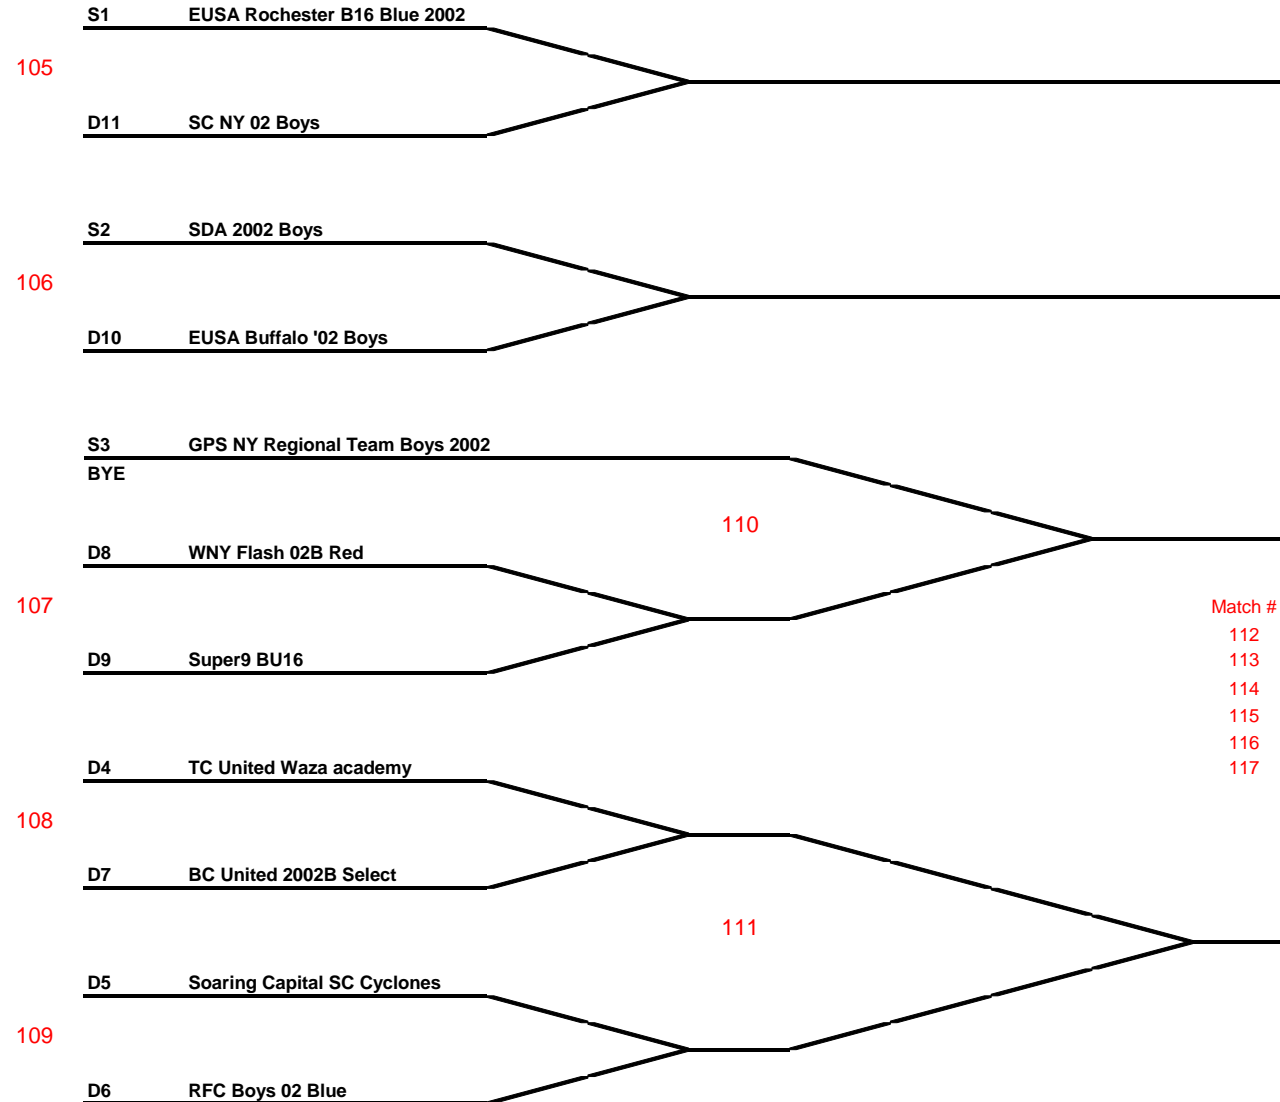 S1 EUSA Rochester B16 Blue 2002
105
D11 SC NY 02 Boys
S2 SDA 2002 Boys
106
D10 EUSA Buffalo '02 Boys
S3 GPS NY Regional Team Boys 2002
BYE
110
D8 WNY Flash 02B Red
107
Match #
112
113
114
115
116
117
D9 Super9 BU16
D4 TC United Waza academy
108
D7 BC United 2002B Select
111
D5 Soaring Capital SC Cyclones
109
D6 RFC Boys 02 Blue